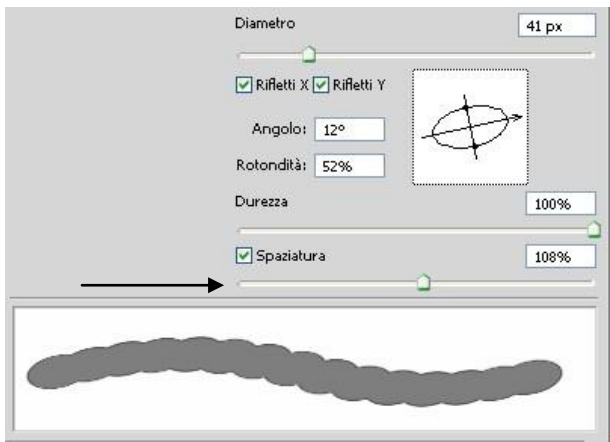 Diametro 41 px
Rifletti X Rifletti Y
Angolo: 12°
Rotondità: 52%
Durezza 100%
Spaziatura 108%